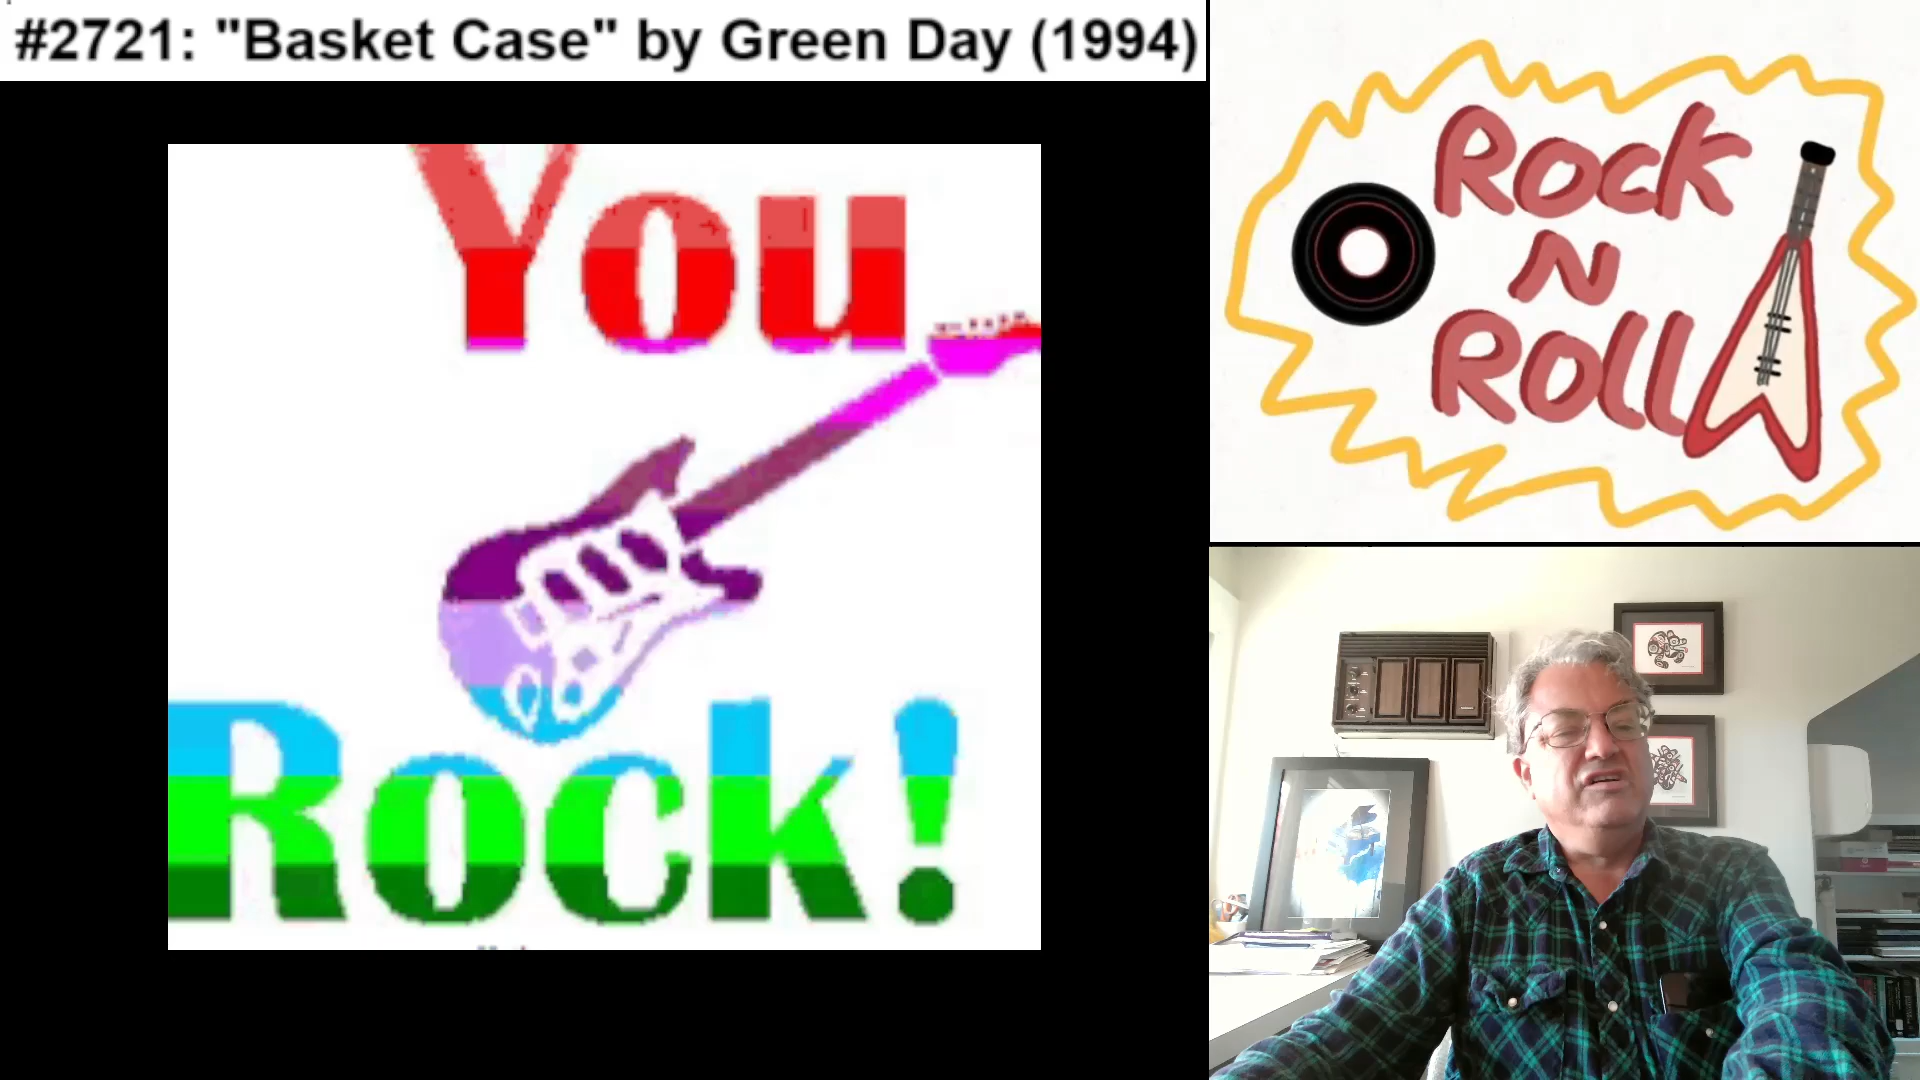 #2721: "Basket Case" by Green Day (1994)
You
Rock!
ROCK
N
ROLL